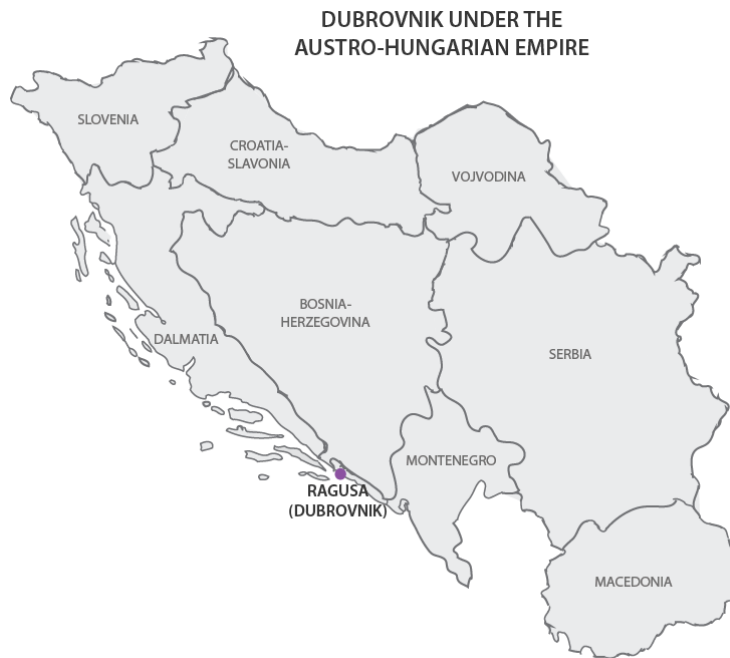 DUBROVNIK UNDER THE
AUSTRO-HUNGARIAN EMPIRE
SLOVENIA
CROATIA-
SLAVONIA
VOJVODINA
BOSNIA-
HERZEGOVINA
DALMATIA
SERBIA
MONTENEGRO
RAGUSA
(DUBROVNIK)
MACEDONIA